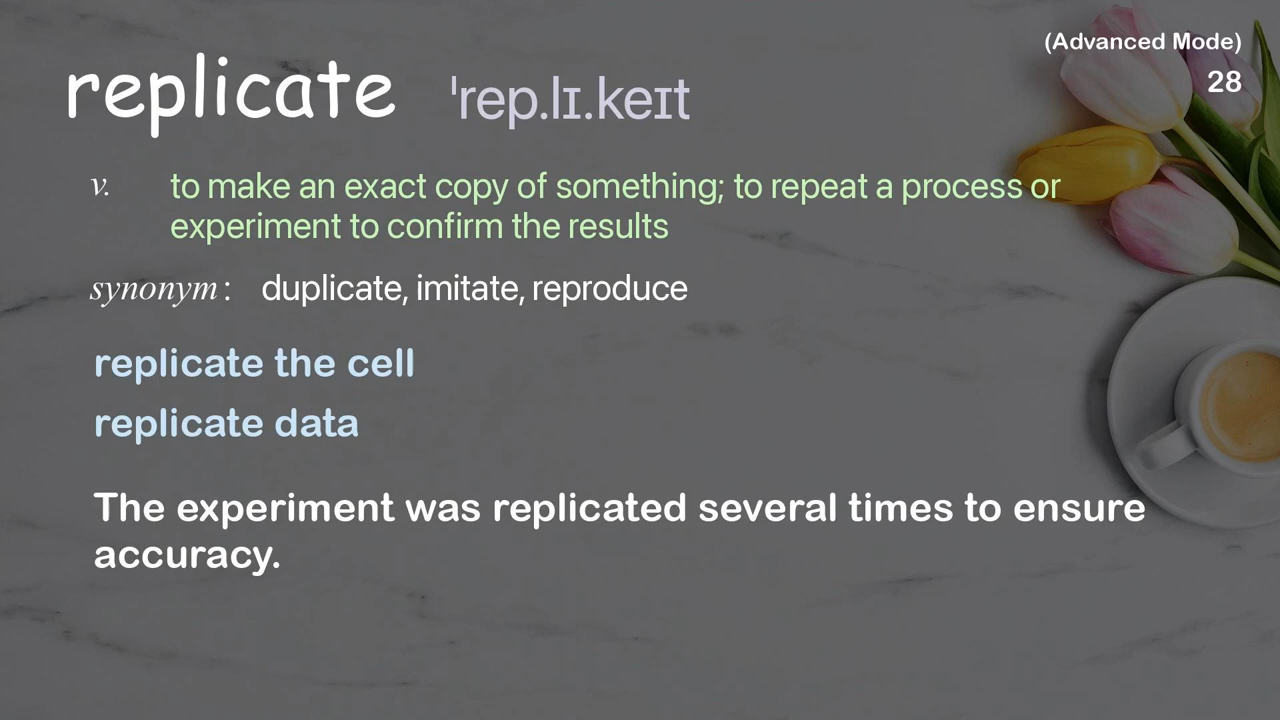 (Advanced Mode)
replicate ˈrep.lɪ.keɪt
28
v. to make an exact copy of something; to repeat a process or
experiment to confirm the results
synonym: duplicate, imitate, reproduce
replicate the cell
replicate data
The experiment was replicated several times to ensure
accuracy.